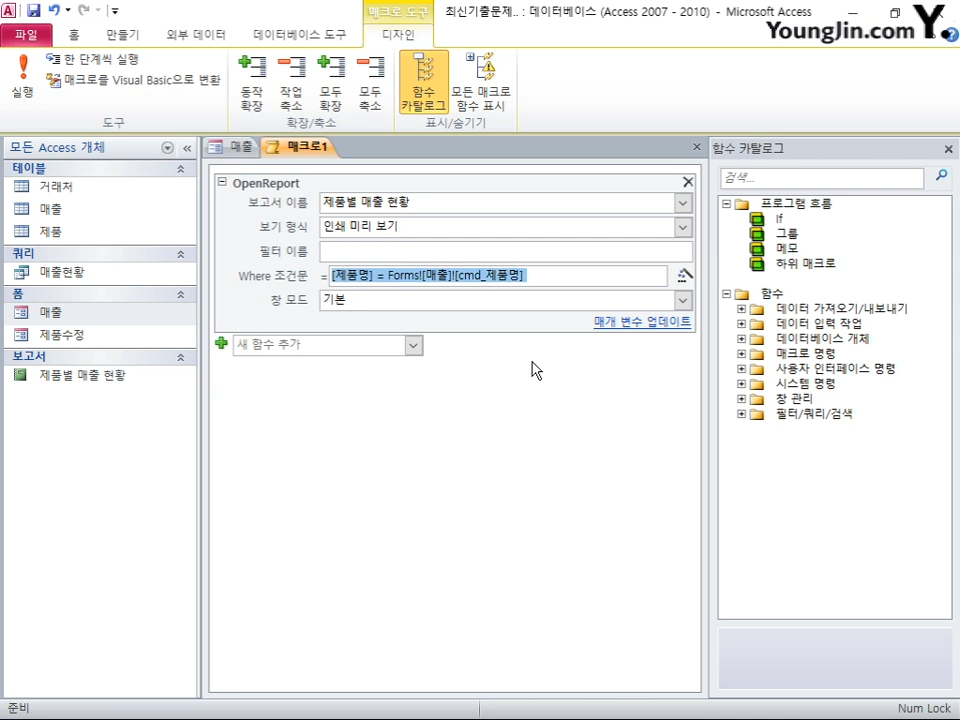 매크로 도구
최신기출문제.. : 데이터베이스 (Access 2007 - 2010) - Microsoft Access
Younglin.com Y
파일
홈
만들기
외부 데이터
데이터베이스 도구
디자인
실행
한 단계씩 실행
매크로를 Visual Basic으로 변환
동작 확장
작업 축소
모두 확장
모두 축소
함수 카탈로그
모든 매크로 함수 표시
도구
확장/축소
표시/숨기기
모든 Access 개체
테이블
거래처
매출
제품
쿼리
매출현황
폼
매출
제품수정
보고서
제품별 매출 현황
매출
매크로1
OpenReport
보고서 이름 제품별 매출 현황
보기 형식 인쇄 미리 보기
필터 이름
Where 조건문 = [제품명] = Forms![매출]![cmd_제품명]
창 모드 기본
매개 변수 업데이트
새 함수 추가
함수 카탈로그
검색...
프로그램 흐름
If
그룹
메모
하위 매크로
함수
데이터 가져오기/내보내기
데이터 입력 작업
데이터베이스 개체
매크로 명령
사용자 인터페이스 명령
시스템 명령
창 관리
필터/쿼리/검색
준비
Num Lock